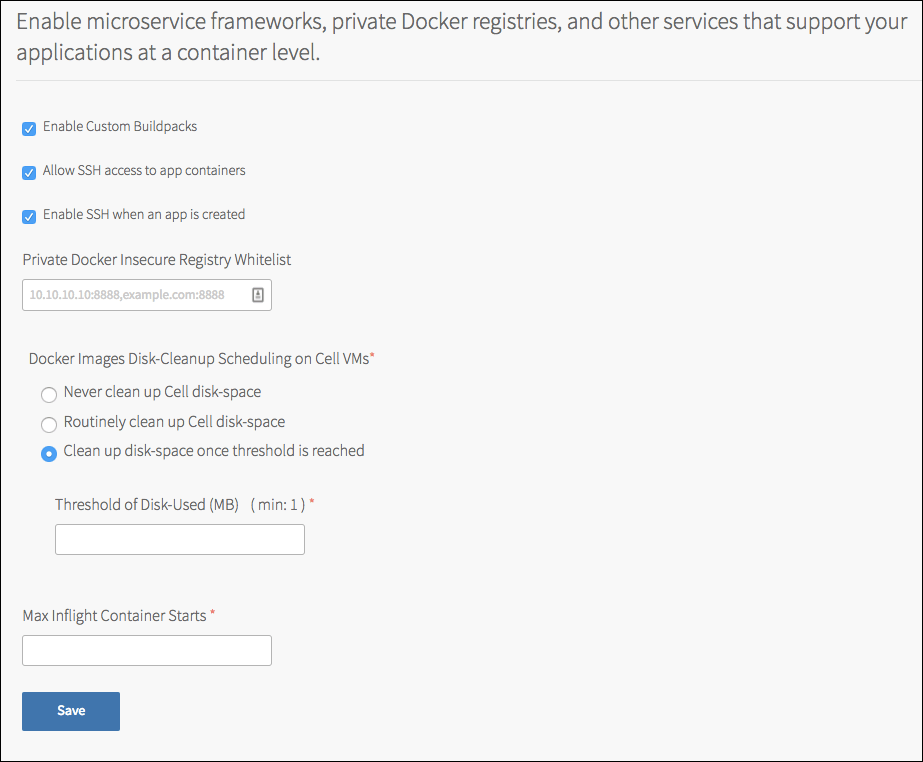 Enable microservice frameworks, private Docker registries, and other services that support your
applications at a container level.
Enable Custom Buildpacks
Allow SSH access to app containers
Enable SSH when an app is created
Private Docker Insecure Registry Whitelist
10.10.10.10:8888,example.com:8888
Docker Images Disk-Cleanup Scheduling on Cell VMs*
Never clean up Cell disk-space
Routinely clean up Cell disk-space
Clean up disk-space once threshold is reached
Threshold of Disk-Used (MB) ( min: 1 ) *
Max Inflight Container Starts *
Save